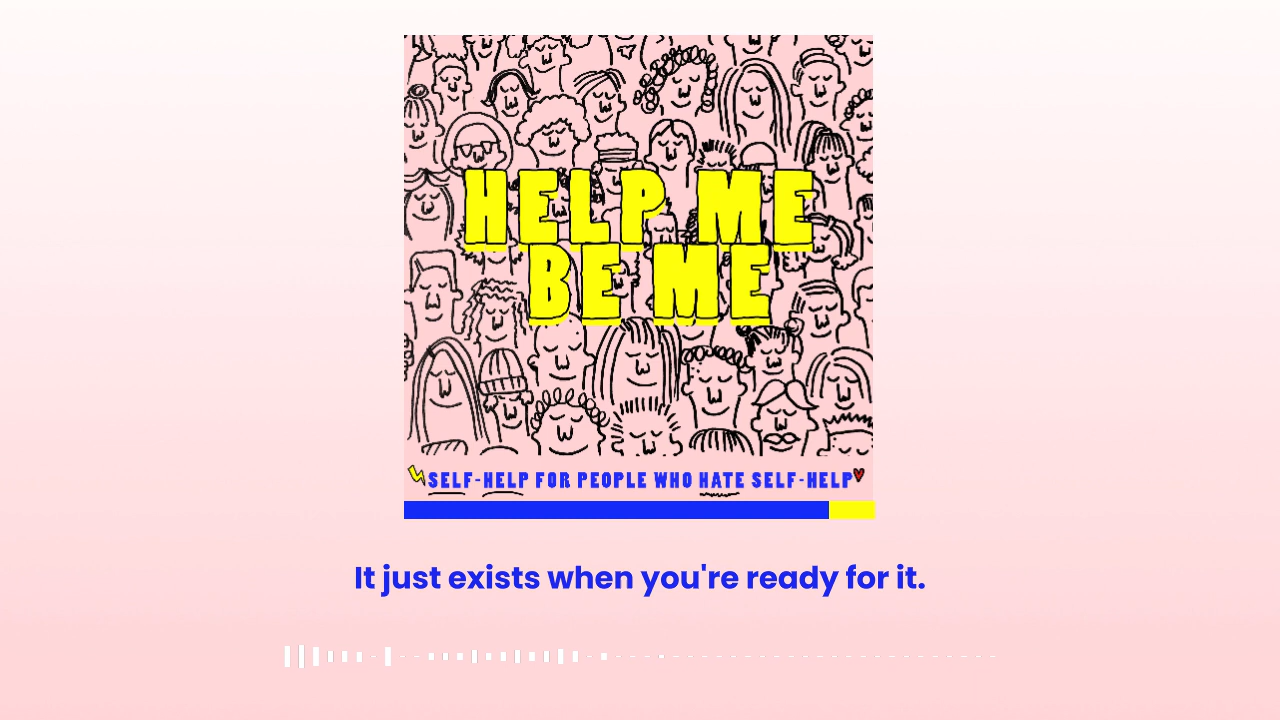 HELP ME
BE ME
SELF-HELP FOR PEOPLE WHO HATE SELF-HELP
It just exists when you're ready for it.